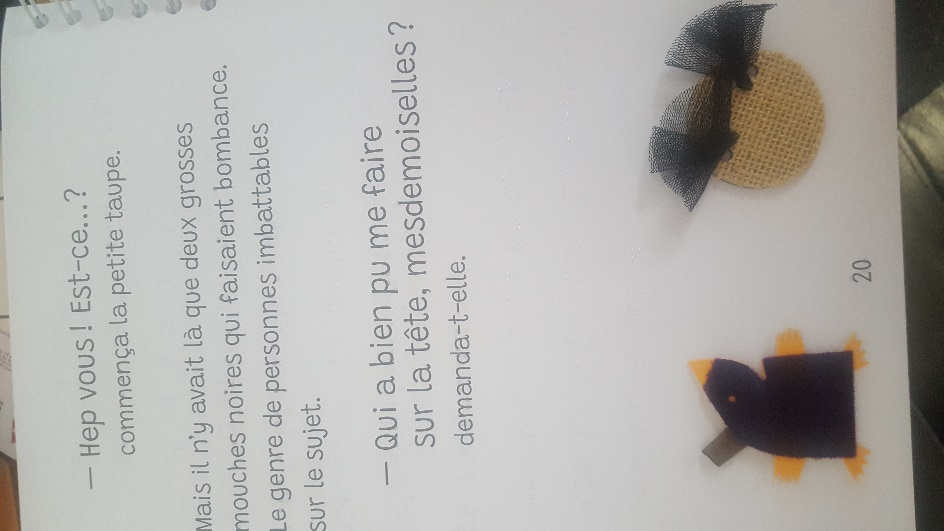 — Hep vous ! Est-ce...?
commença la petite taupe.
Mais il n'y avait là que deux grosses
mouches noires qui faisaient bombance.
Le genre de personnes imbattables
sur le sujet.
— Qui a bien pu me faire
sur la tête, mesdemoiselles ?
demanda-t-elle.
20